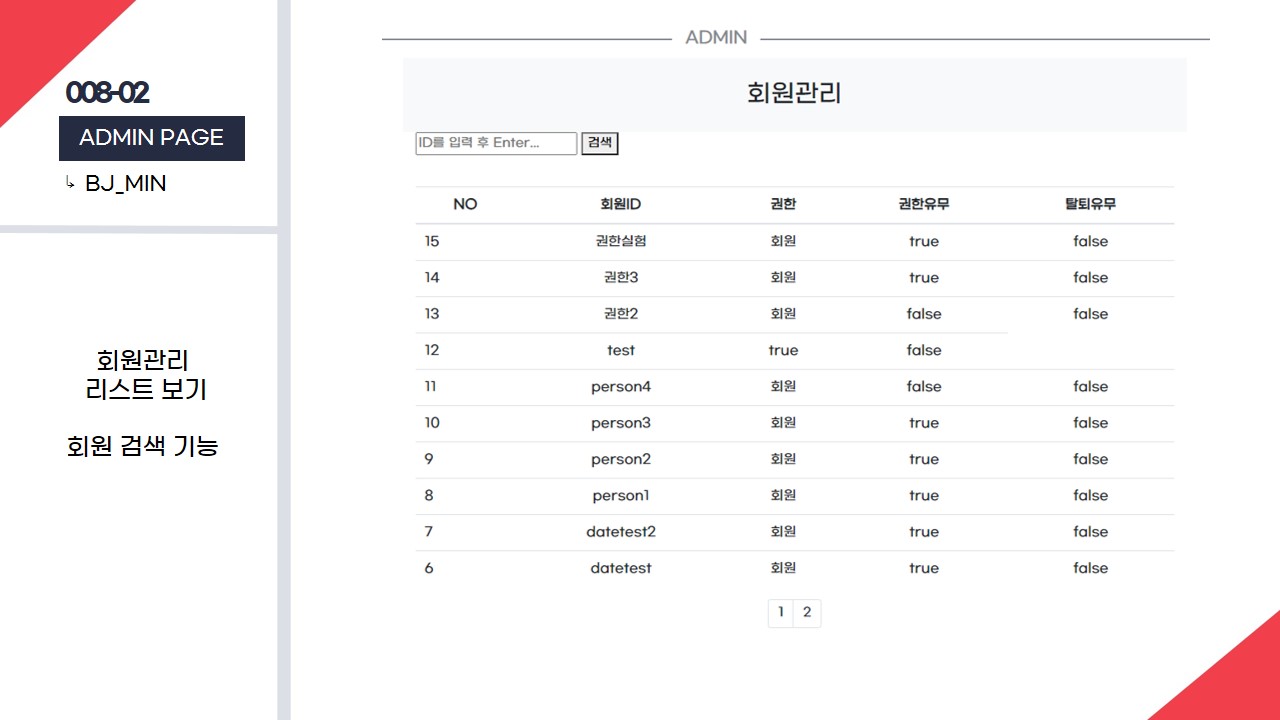 008-02
ADMIN PAGE
↳ BJ_MIN
회원관리
리스트 보기
회원 검색 기능
ADMIN
회원관리
ID를 입력 후 Enter... 검색
NO 회원ID 권한 권한유무 탈퇴유무
15 권한실험 회원 true false
14 권한3 회원 true false
13 권한2 회원 false false
12 test true false
11 person4 회원 false false
10 person3 회원 true false
9 person2 회원 true false
8 person1 회원 true false
7 datetest2 회원 true false
6 datetest 회원 true false
1 2